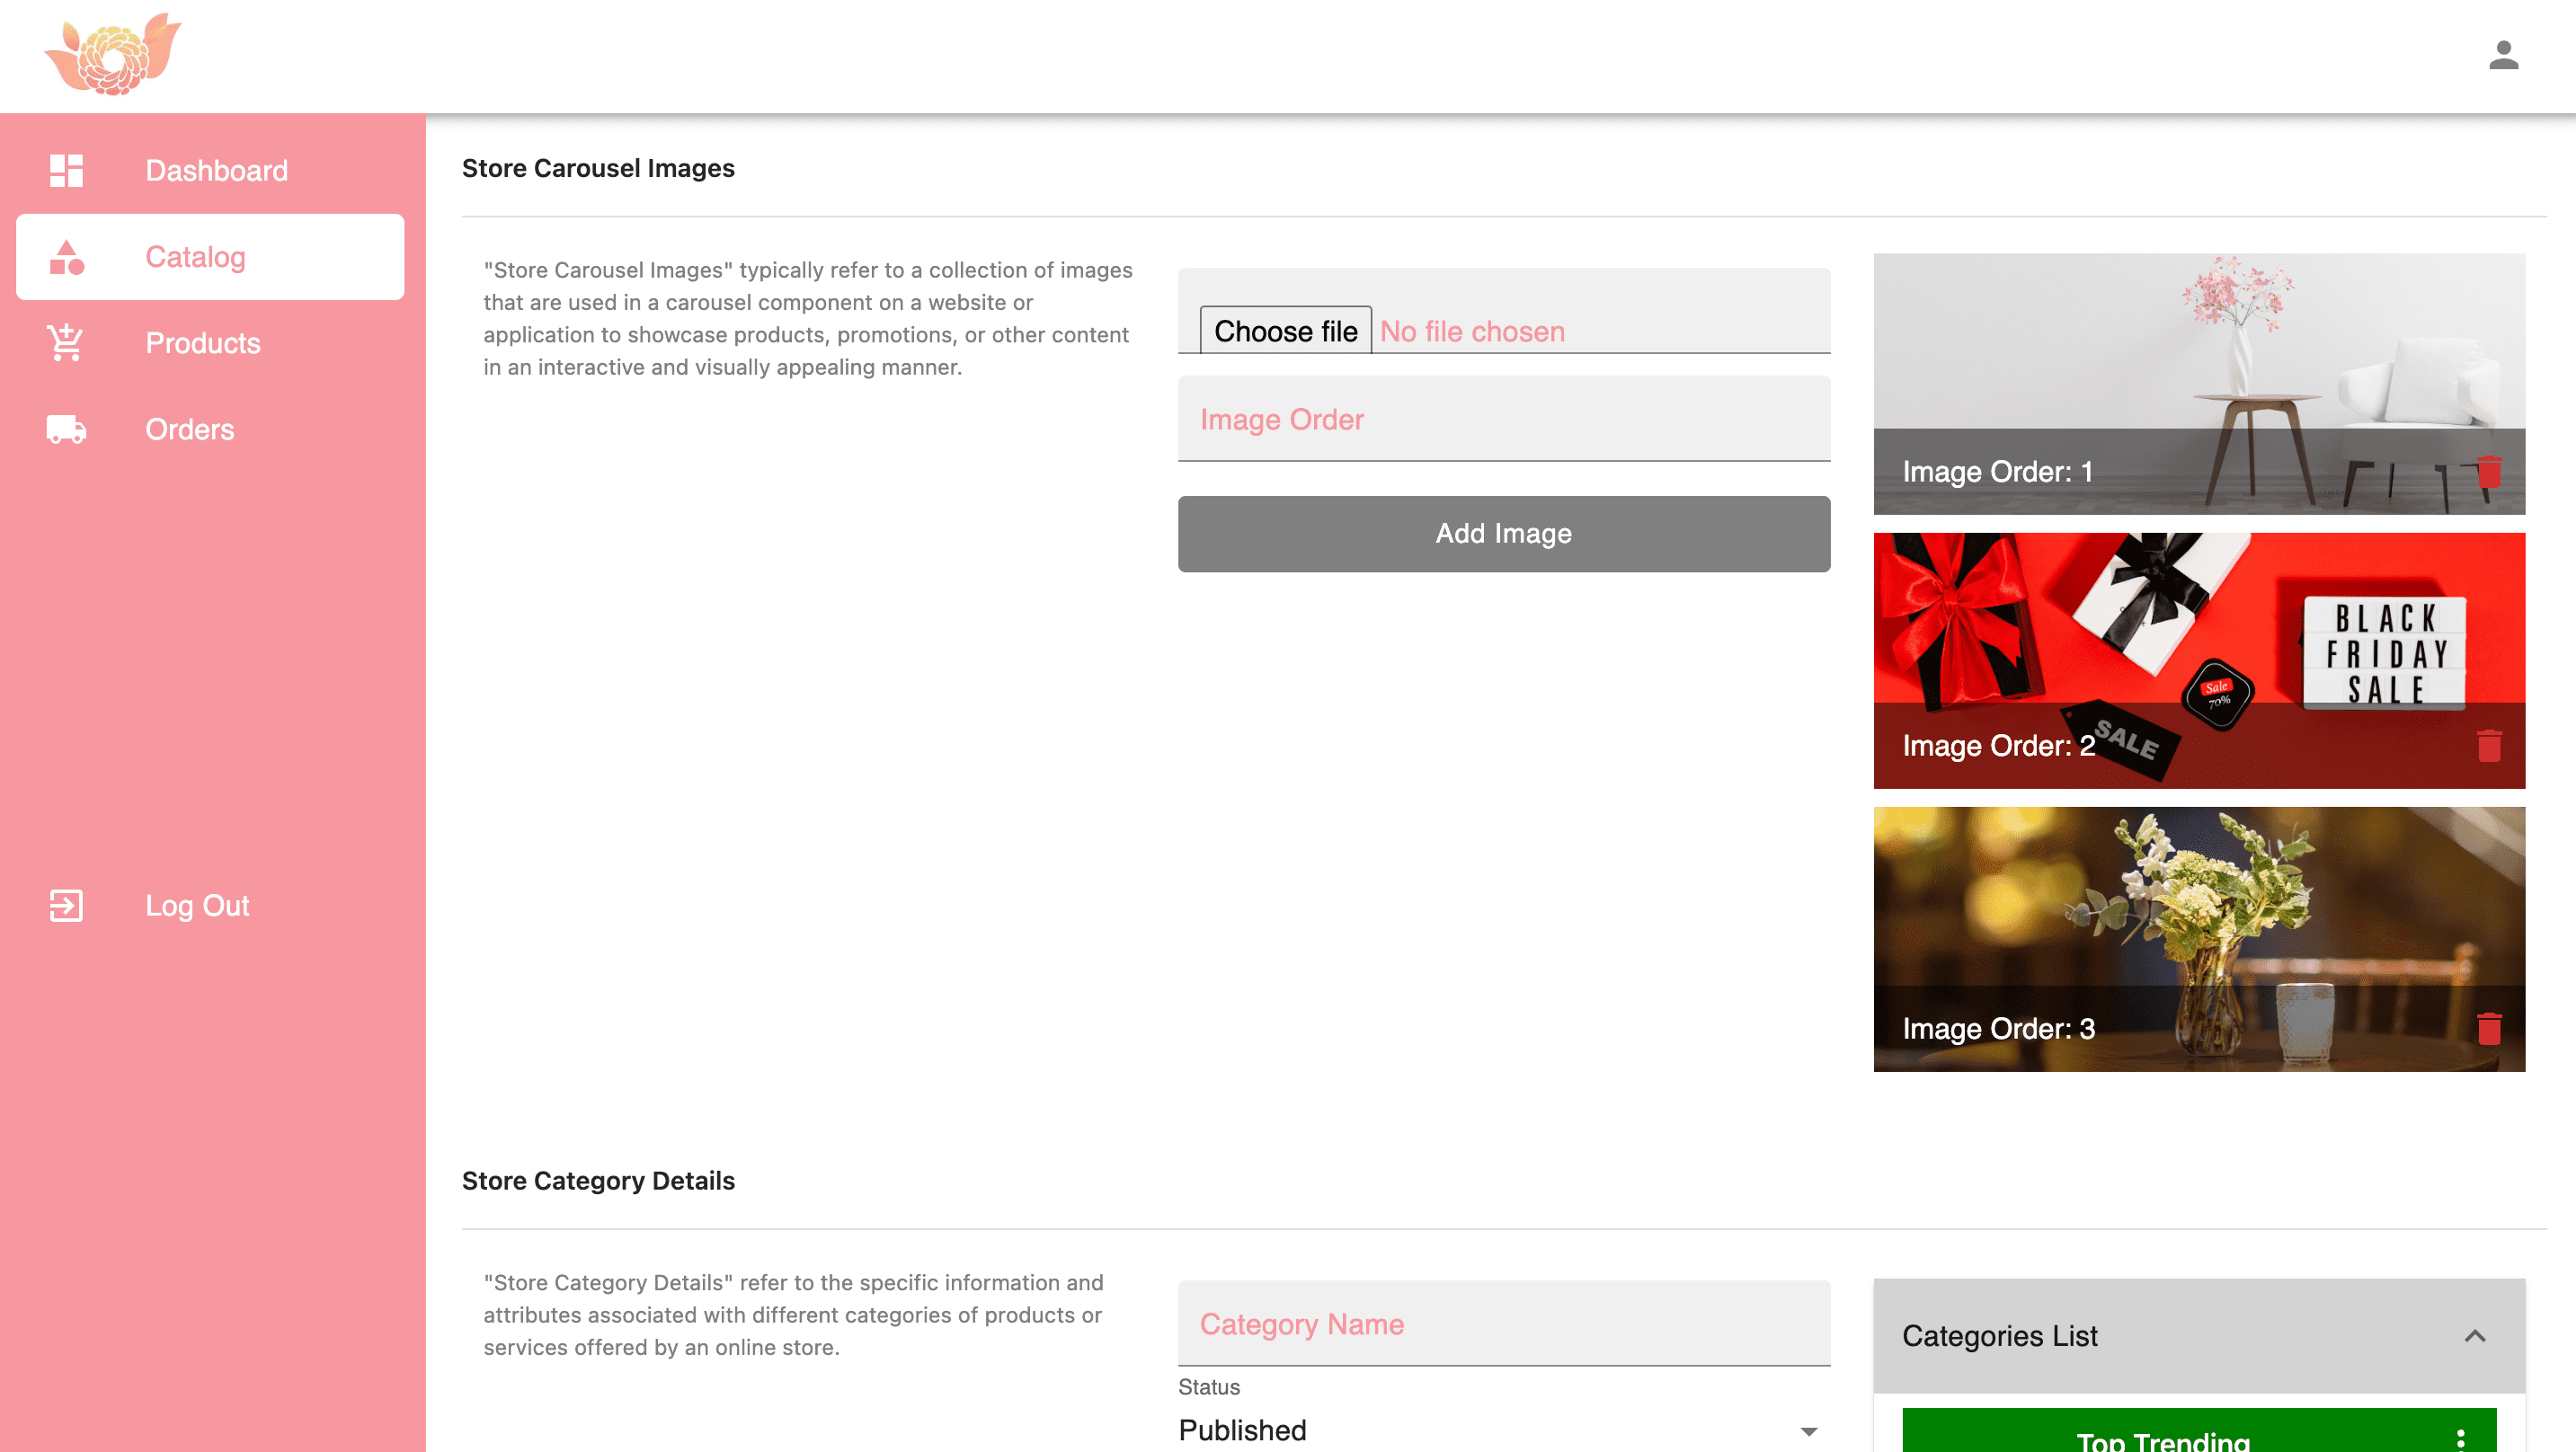 Dashboard
Catalog
Products
Orders
Log Out
Store Carousel Images
"Store Carousel Images" typically refer to a collection of images
that are used in a carousel component on a website or
application to showcase products, promotions, or other content
in an interactive and visually appealing manner.
Choose file No file chosen
Image Order
Add Image
Image Order: 1
BLACK
FRIDAY
SALE
Sale
70%
SALE
Image Order: 2
Image Order: 3
Store Category Details
"Store Category Details" refer to the specific information and
attributes associated with different categories of products or
services offered by an online store.
Category Name
Status
Published
Categories List
Top Trending